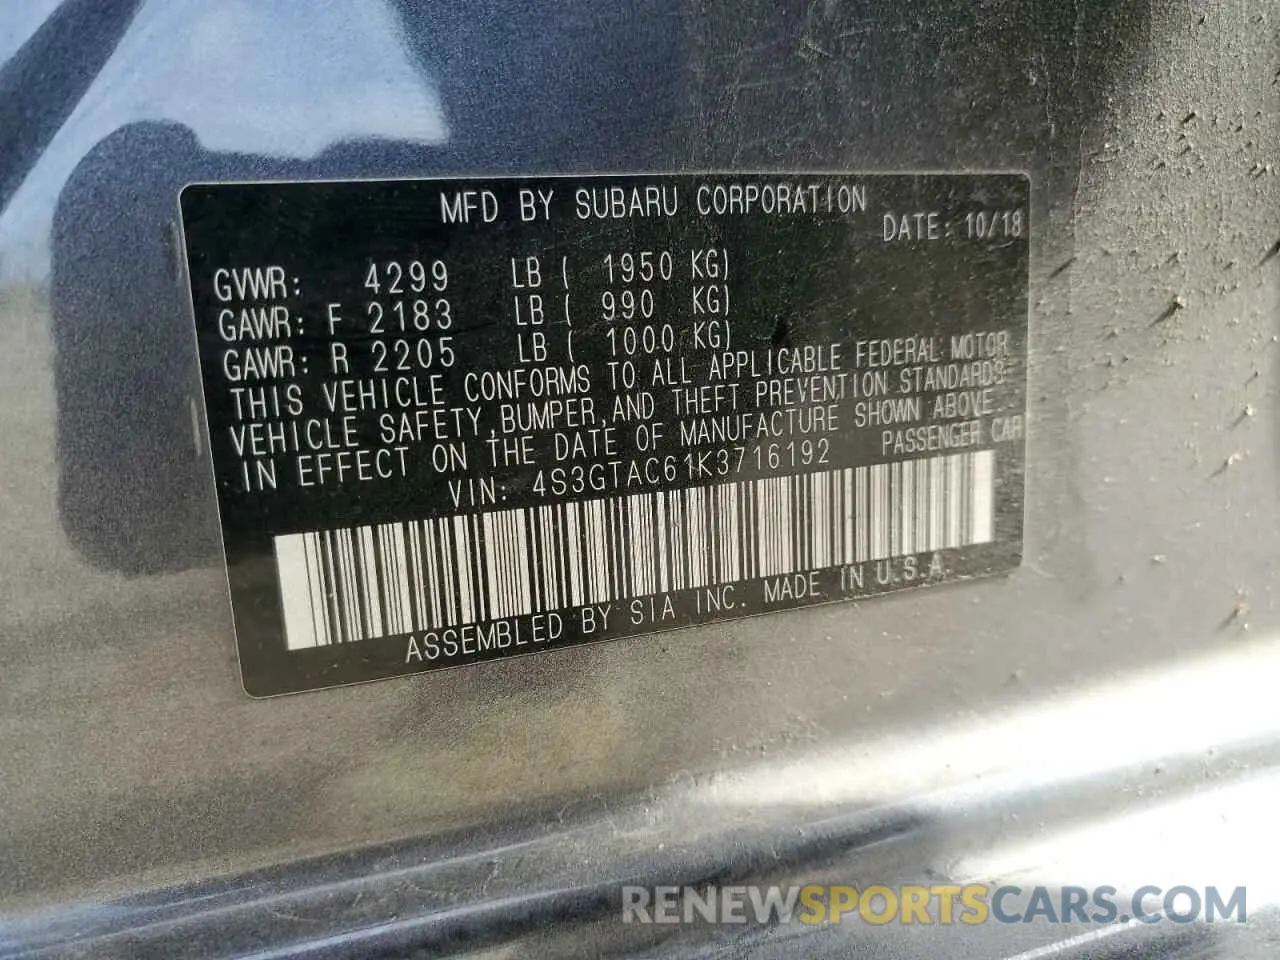 MFD BY SUBARU CORPORATION
DATE: 10/18
GVWR: 4299 LB ( 1950 KG)
GAWR: F 2183 LB ( 990 KG)
GAWR: R 2205 LB ( 1000 KG)
THIS VEHICLE CONFORMS TO ALL APPLICABLE FEDERAL MOTOR
VEHICLE SAFETY, BUMPER, AND THEFT PREVENTION STANDARDS
IN EFFECT ON THE DATE OF MANUFACTURE SHOWN ABOVE.
VIN: 4S3GTAC61K3716192 PASSENGER CAR
ASSEMBLED BY SIA INC. MADE IN U.S.A.
RENEWSPORTSCARS.COM